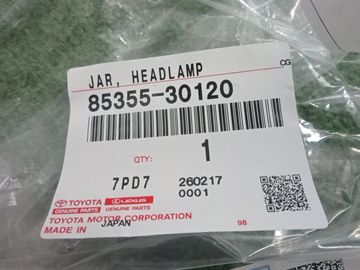 JAR, HEADLAMP
CG
85355-30120
QTY: 1
7PD7 260217
0001
TOYOTA LEXUS
GENUINE PARTS GENUINE PARTS
TOYOTA MOTOR CORPORATION
MADE IN JAPAN 98